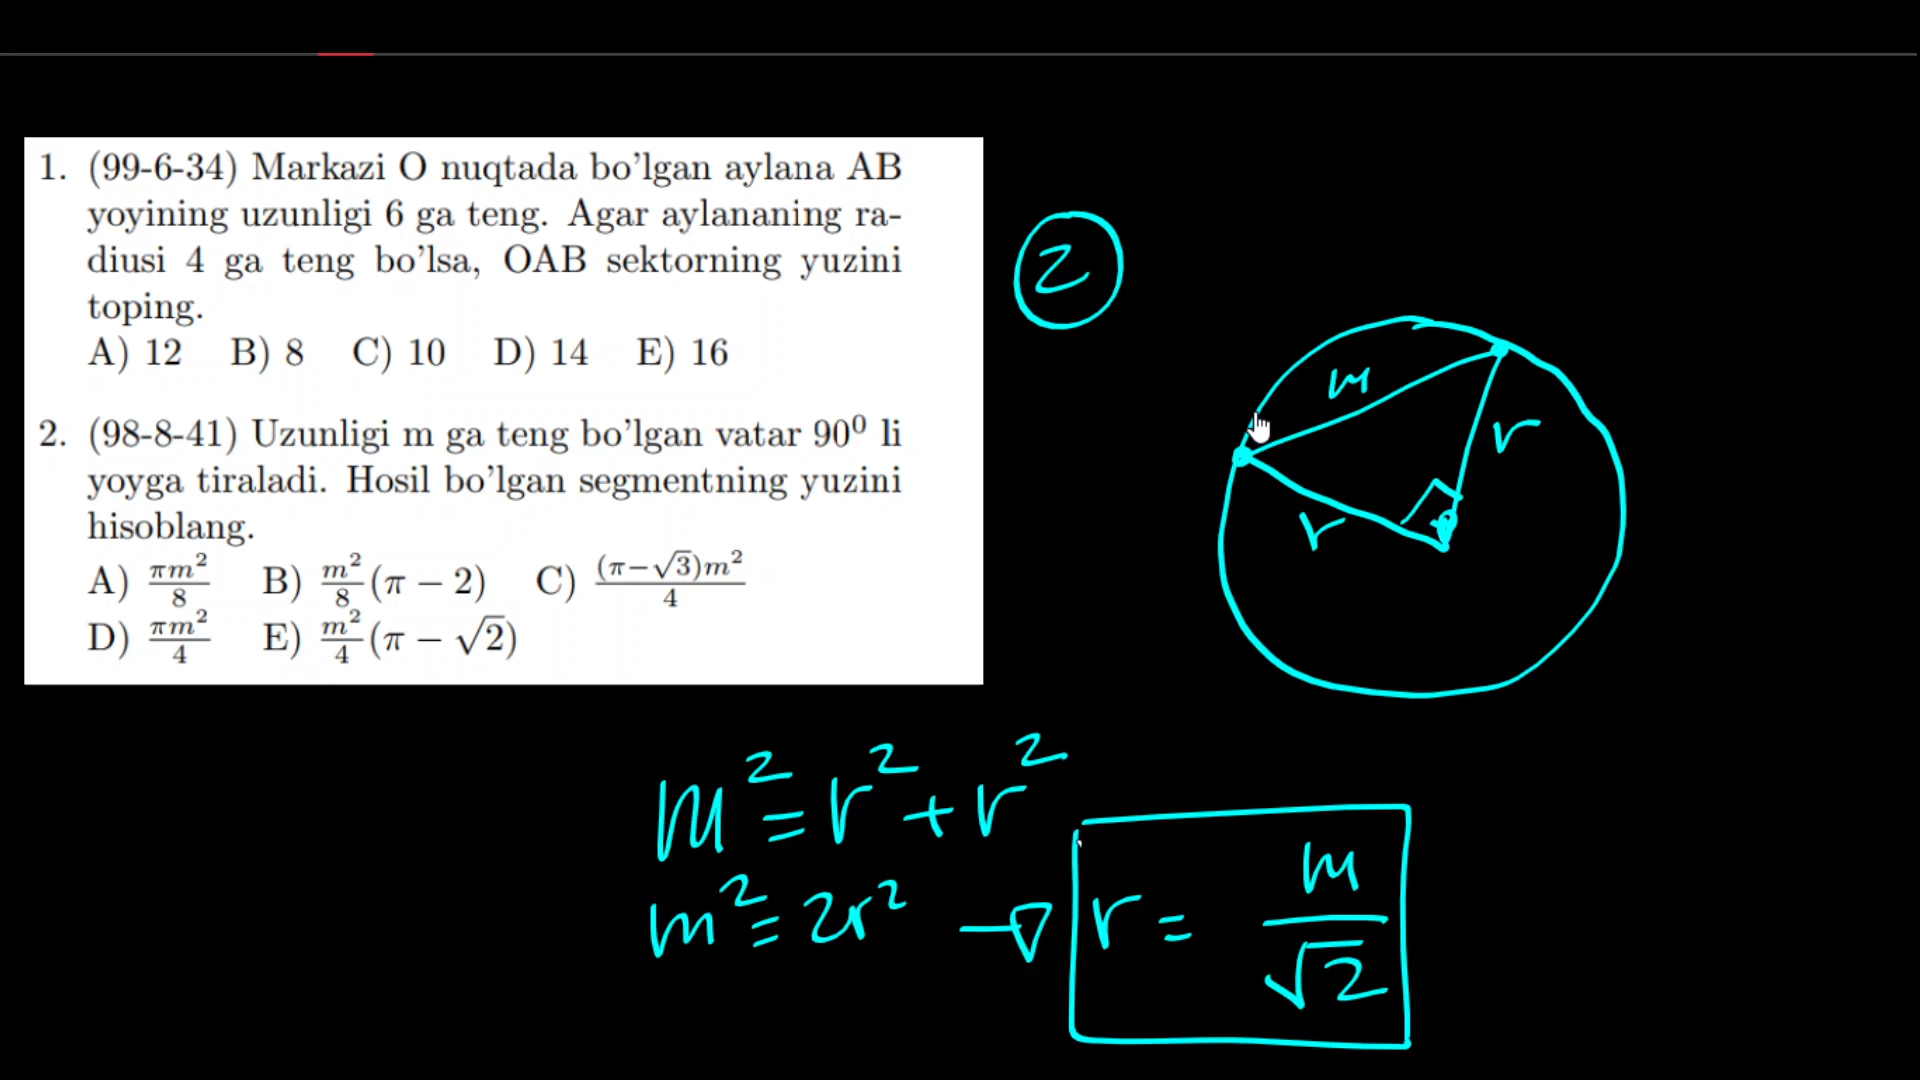 1. (99-6-34) Markazi O nuqtada bo'lgan aylana AB
yoyining uzunligi 6 ga teng. Agar aylananing ra-
diusi 4 ga teng bo'lsa, OAB sektorning yuzini
toping.
A) 12 B) 8 C) 10 D) 14 E) 16
2. (98-8-41) Uzunligi m ga teng bo'lgan vatar 90⁰ li
yoyga tiraladi. Hosil bo'lgan segmentning yuzini
hisoblang.
A) πm²/8 B) m²/8 (π − 2) C) (π−√3)m²/4
D) πm²/4 E) m²/4 (π − √2)
2
m
r
r
m² = r² + r²
m² = 2r² → r = m/√2